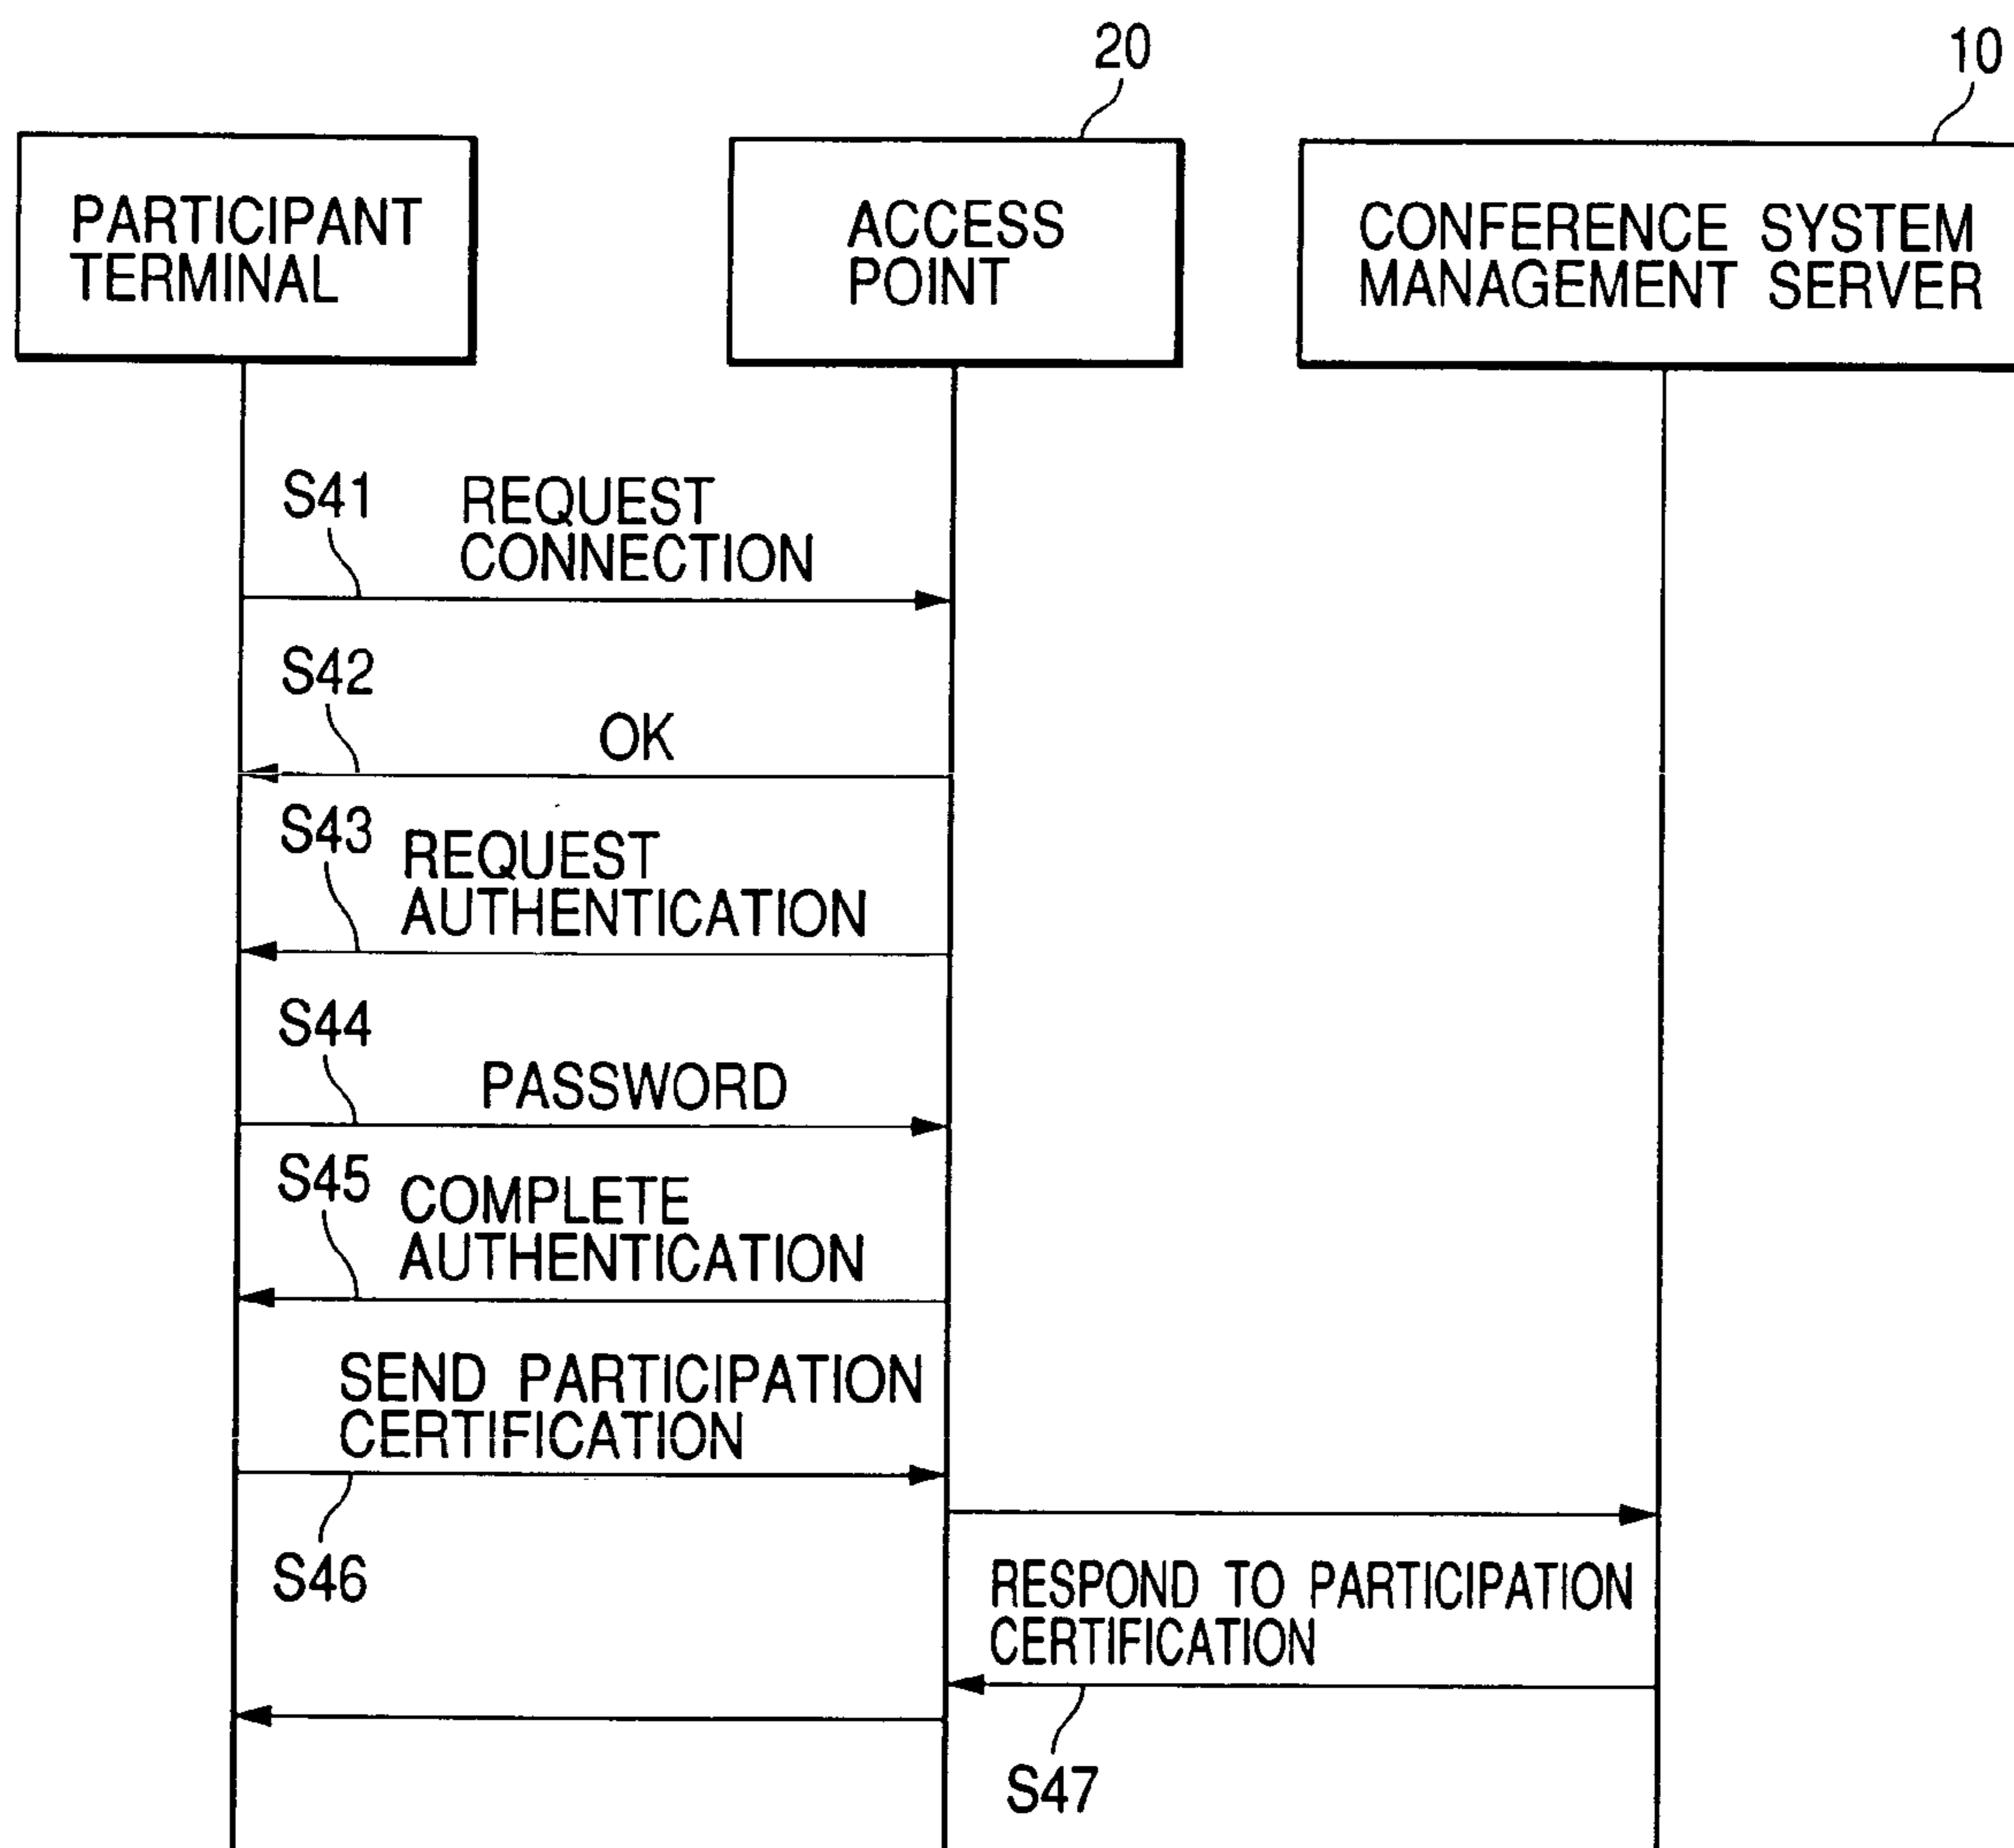 20
10
PARTICIPANT
TERMINAL
ACCESS
POINT
CONFERENCE SYSTEM
MANAGEMENT SERVER
S41
REQUEST
CONNECTION
S42
OK
S43
REQUEST
AUTHENTICATION
S44
PASSWORD
S45
COMPLETE
AUTHENTICATION
SEND PARTICIPATION
CERTIFICATION
S46
RESPOND TO PARTICIPATION
CERTIFICATION
S47